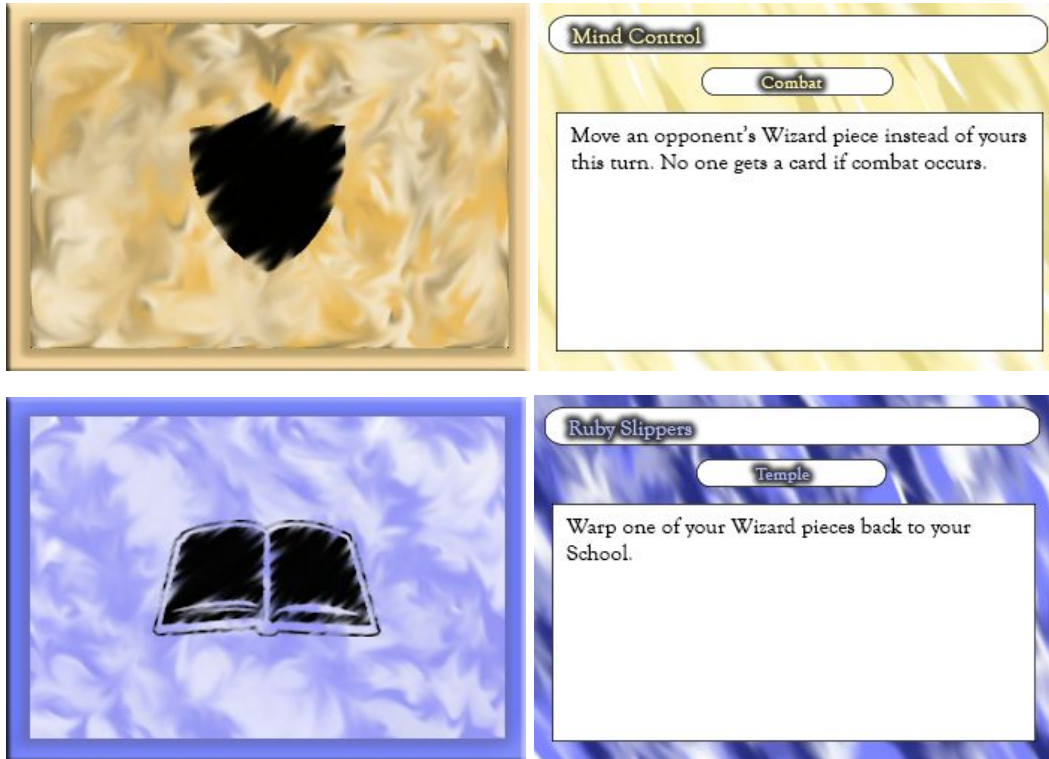 Mind Control
Combat
Move an opponent's Wizard piece instead of yours
this turn. No one gets a card if combat occurs.
Ruby Slippers
Temple
Warp one of your Wizard pieces back to your
School.